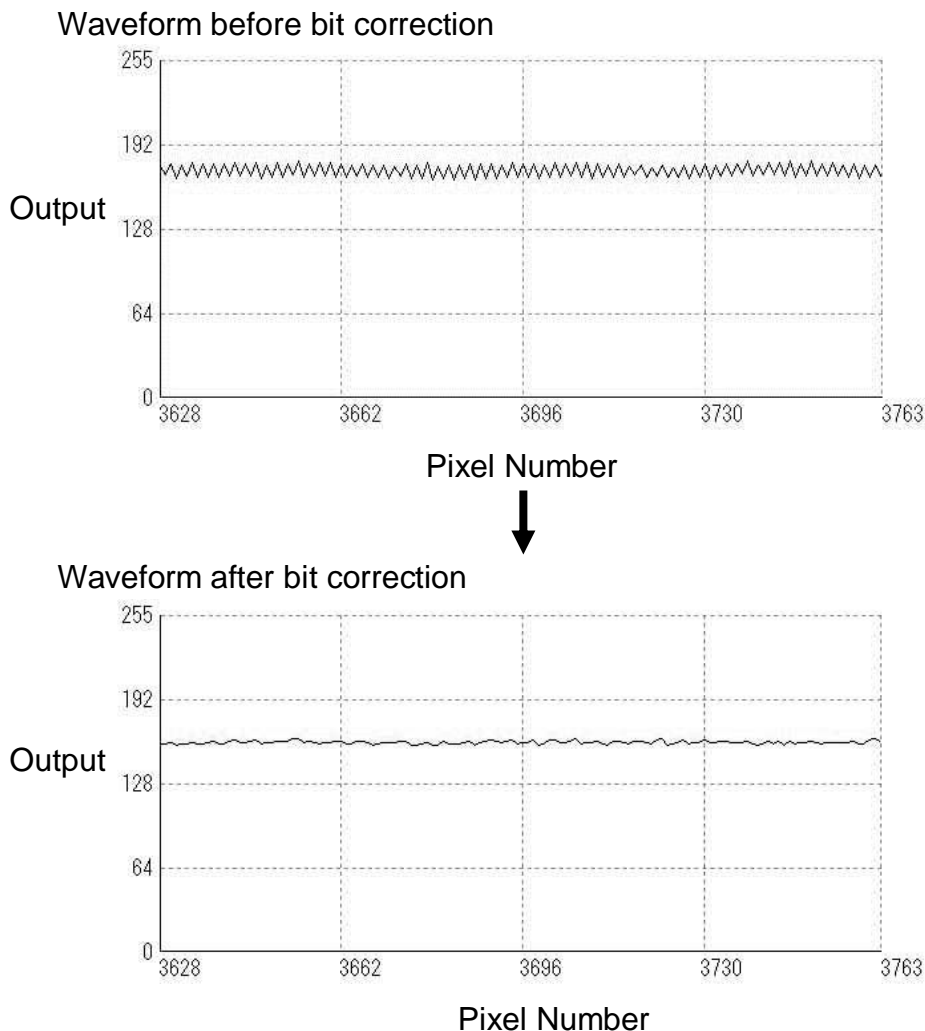 Waveform before bit correction
255
192
Output
128
64
0
3628 3662 3696 3730 3763
Pixel Number
Waveform after bit correction
255
192
Output
128
64
0
3628 3662 3696 3730 3763
Pixel Number